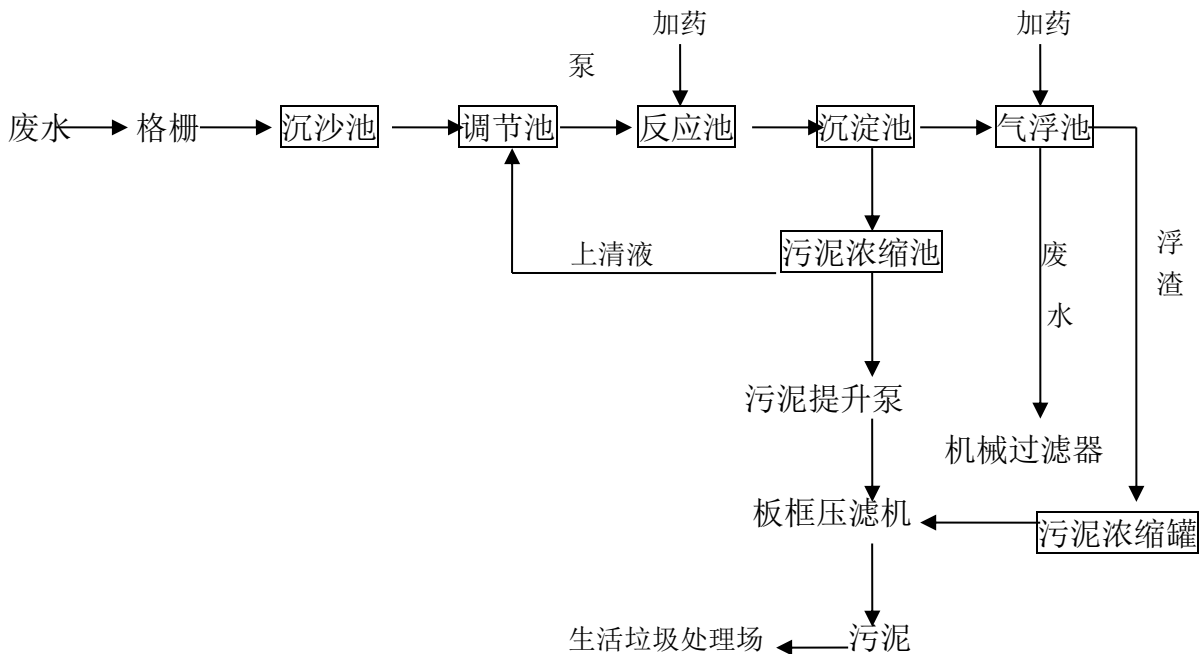 加药
加药
泵
废水
格栅
沉沙池
调节池
反应池
沉淀池
气浮池
上清液
污泥浓缩池
废
水
浮
渣
污泥提升泵
机械过滤器
板框压滤机
污泥浓缩罐
生活垃圾处理场
污泥